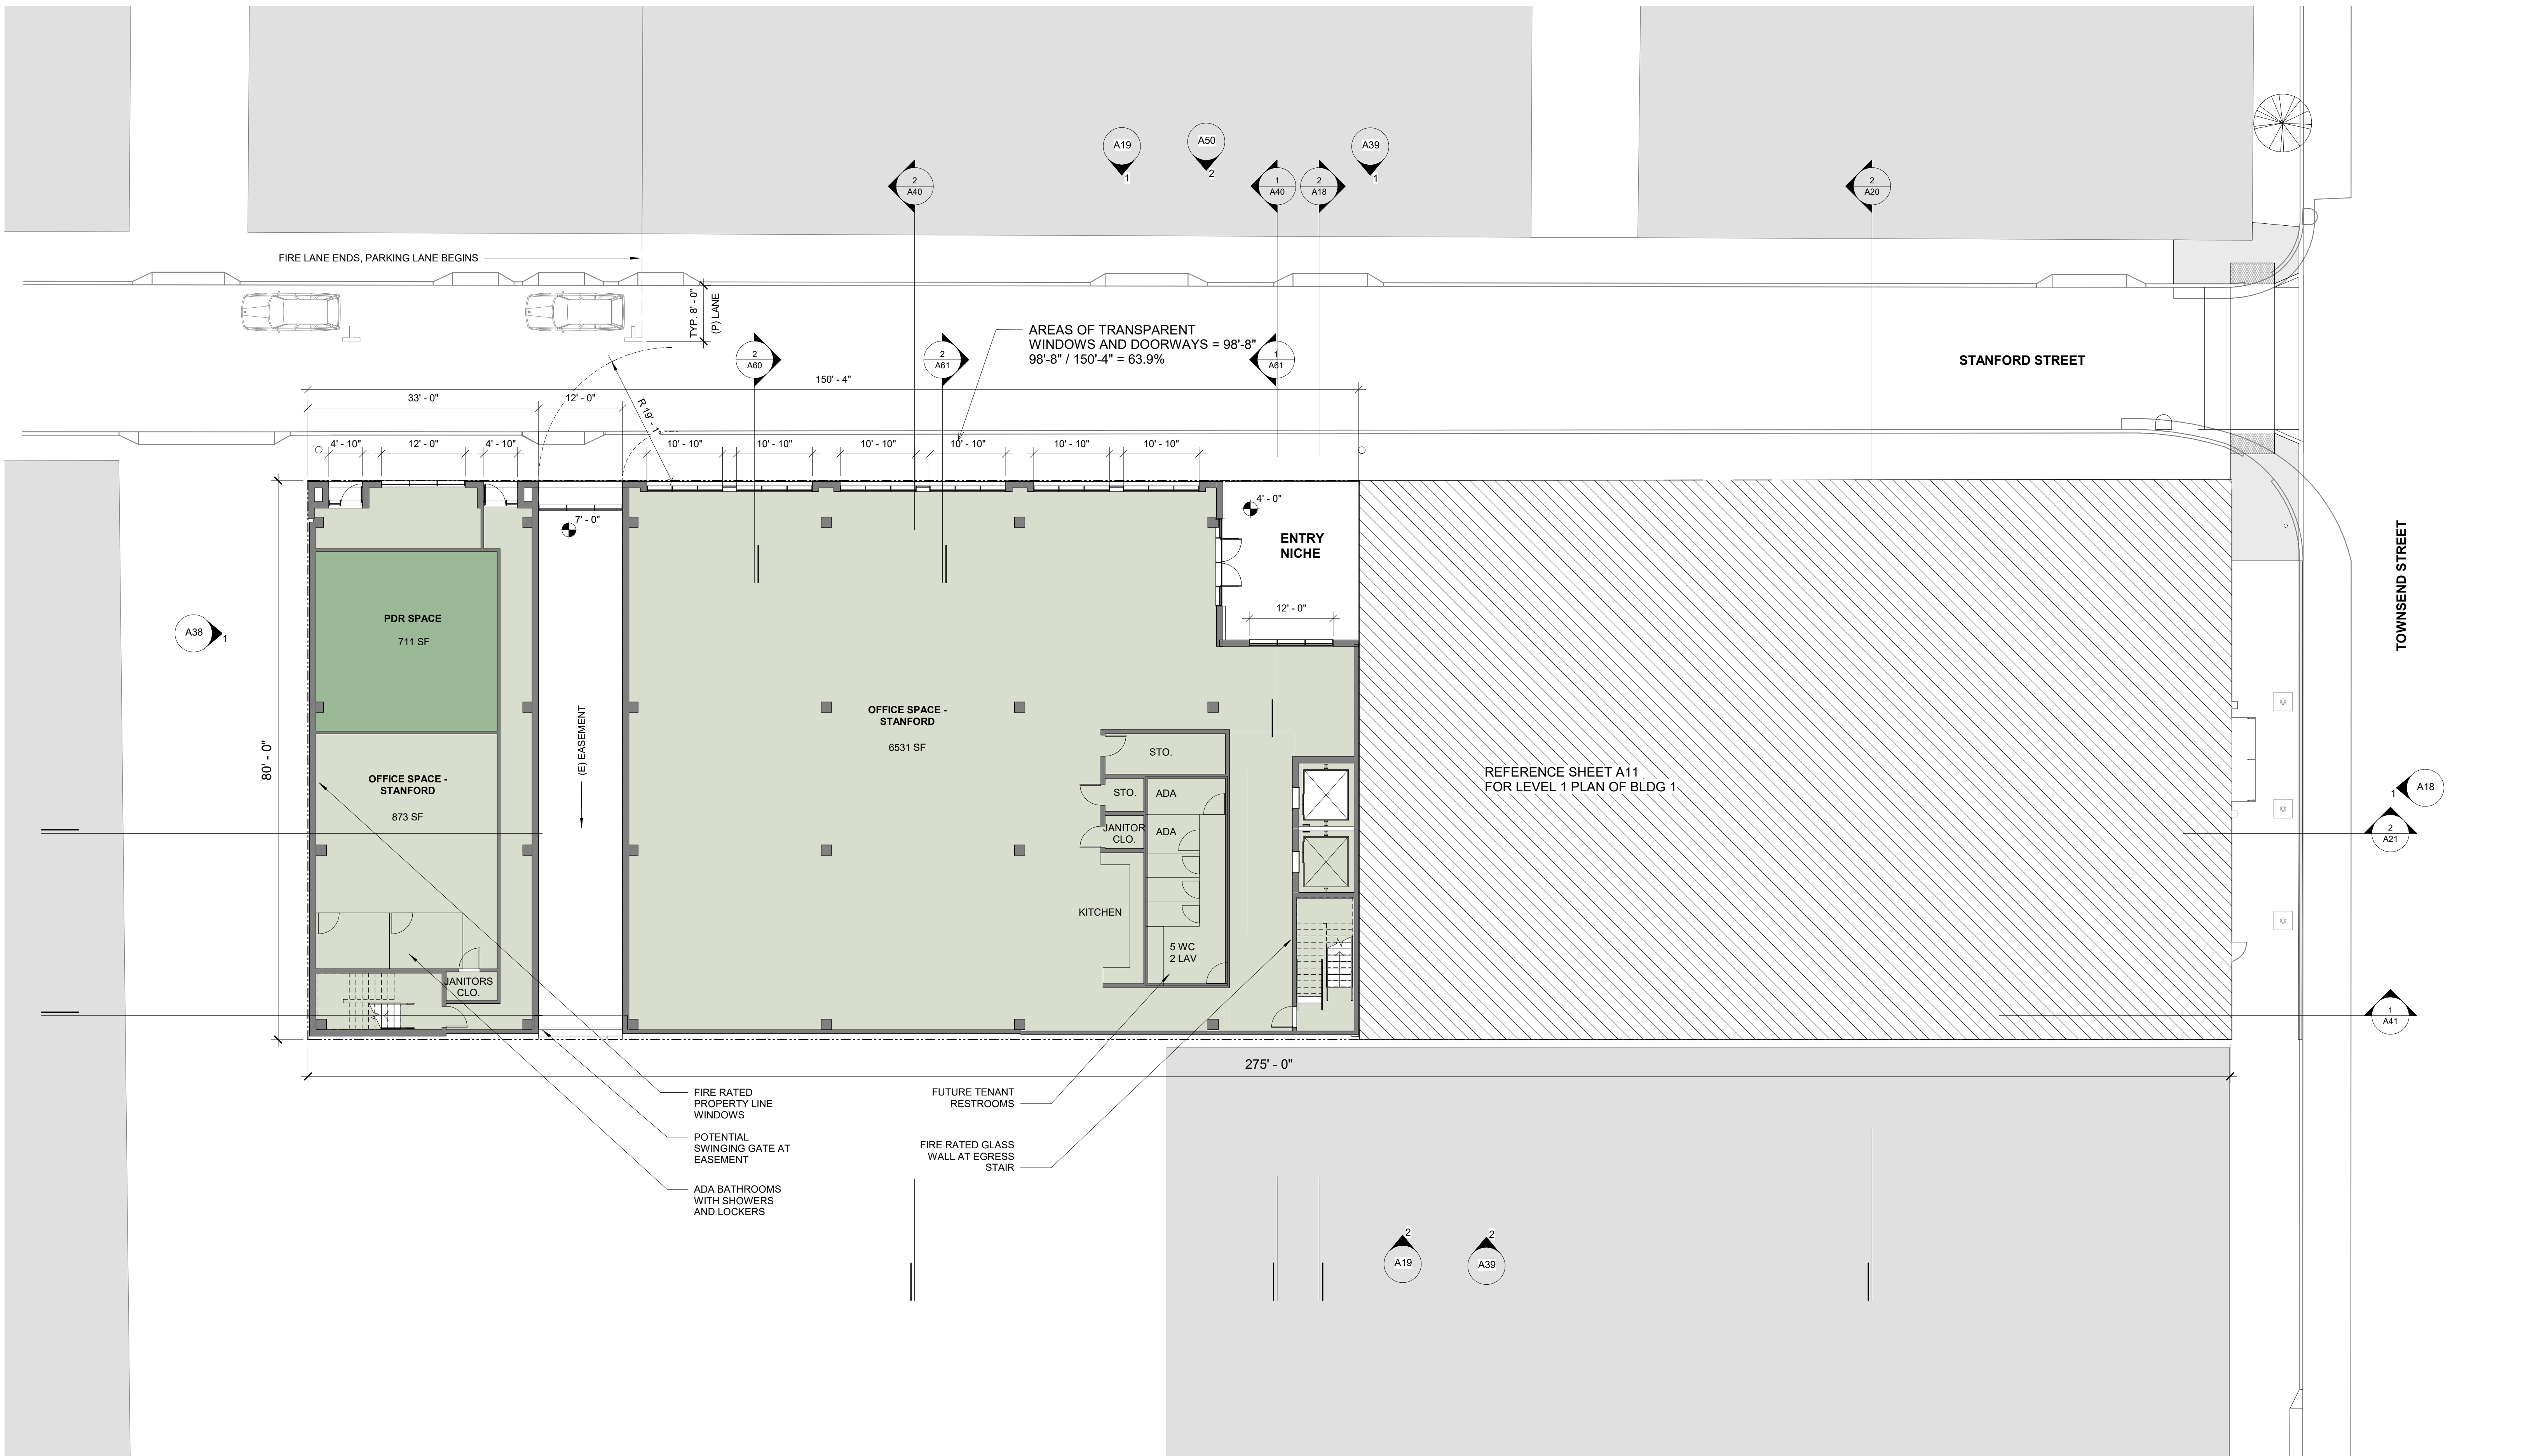 A19
1
A50
2
A39
1
2
A40
1
A40
2
A18
2
A20
FIRE LANE ENDS, PARKING LANE BEGINS
TYP. 8' - 0"
(P) LANE
AREAS OF TRANSPARENT
WINDOWS AND DOORWAYS = 98'-8"
98'-8" / 150'-4" = 63.9%
2
A60
2
A61
1
A61
STANFORD STREET
150' - 4"
33' - 0"
12' - 0"
R 19' - 1"
4' - 10"
12' - 0"
4' - 10"
10' - 10"
10' - 10"
10' - 10"
10' - 10"
10' - 10"
10' - 10"
7' - 0"
4' - 0"
ENTRY
NICHE
12' - 0"
TOWNSEND STREET
PDR SPACE
711 SF
A38
1
80' - 0"
(E) EASEMENT
OFFICE SPACE -
STANFORD
6531 SF
OFFICE SPACE -
STANFORD
873 SF
STO.
STO.
ADA
JANITOR
CLO.
ADA
KITCHEN
5 WC
2 LAV
JANITORS
CLO.
REFERENCE SHEET A11
FOR LEVEL 1 PLAN OF BLDG 1
1
A18
2
A21
1
A41
275' - 0"
FIRE RATED
PROPERTY LINE
WINDOWS
POTENTIAL
SWINGING GATE AT
EASEMENT
ADA BATHROOMS
WITH SHOWERS
AND LOCKERS
FUTURE TENANT
RESTROOMS
FIRE RATED GLASS
WALL AT EGRESS
STAIR
2
A19
2
A39